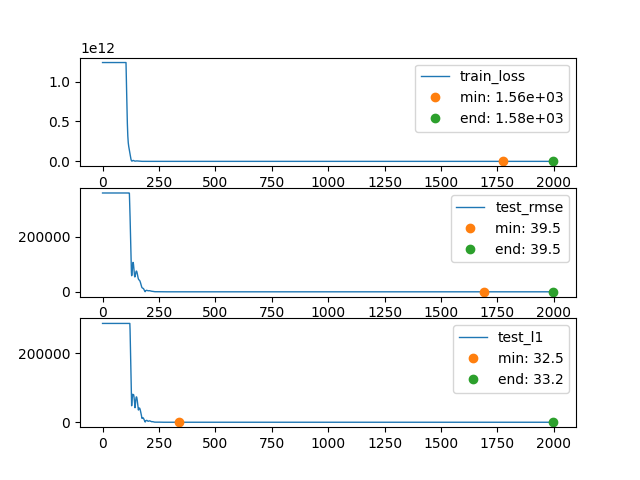 1e12
1.0
0.5
0.0
train_loss
min: 1.56e+03
end: 1.58e+03
0 250 500 750 1000 1250 1500 1750 2000
200000
0
test_rmse
min: 39.5
end: 39.5
0 250 500 750 1000 1250 1500 1750 2000
200000
0
test_l1
min: 32.5
end: 33.2
0 250 500 750 1000 1250 1500 1750 2000